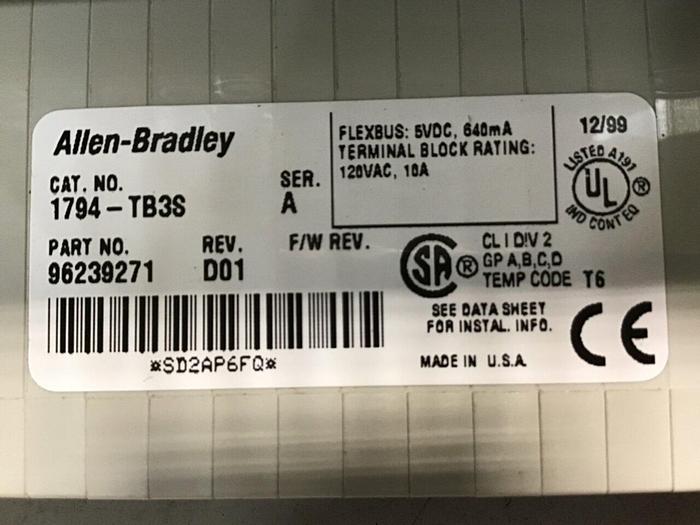 Allen-Bradley
CAT. NO.
1794-TB3S
SER.
A
FLEXBUS: 5VDC, 640mA
TERMINAL BLOCK RATING:
120VAC, 10A
12/99
LISTED A197
UL ®
IND CONT EQ
PART NO.
96239271
REV.
D01
F/W REV.
SA ®
CL I DIV 2
GP A,B,C,D
TEMP CODE T6
*SD2AP6FQ*
SEE DATA SHEET
FOR INSTAL. INFO.
MADE IN U.S.A.
CE